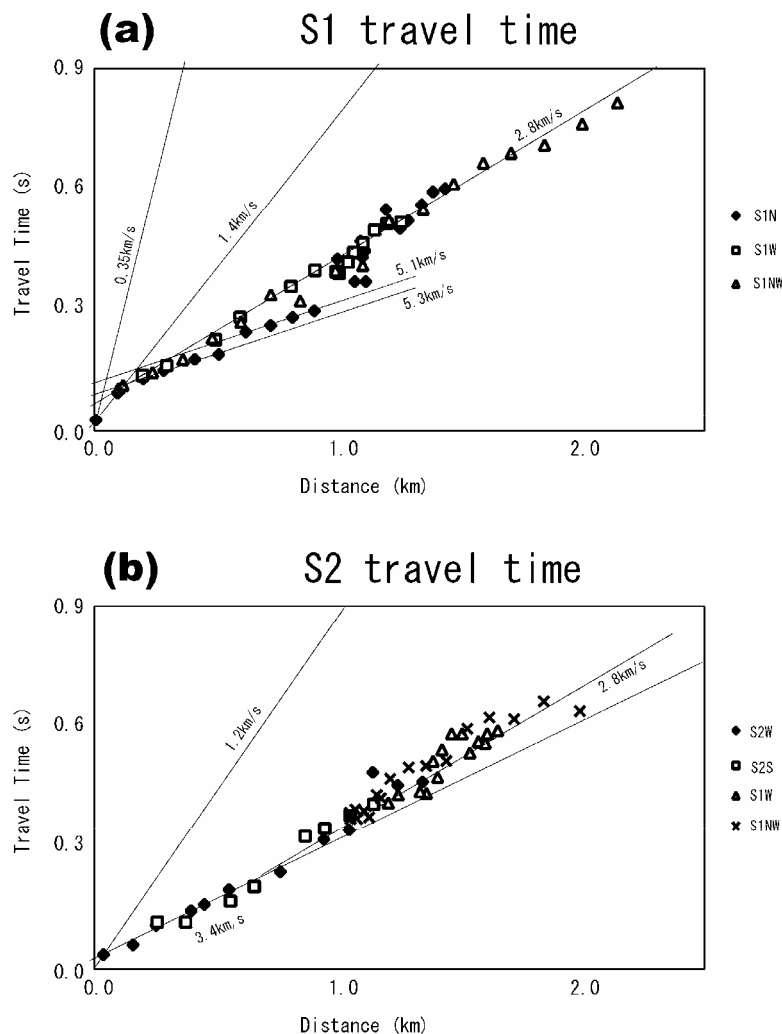 (a) S1 travel time
0.9
0.6
0.3
0.0
Travel Time (s)
0.35km/s
1.4km/s
2.8km/s
5.1km/s
5.3km/s
0.0 1.0 2.0
Distance (km)
S1N
S1W
S1NW
(b) S2 travel time
0.9
0.6
0.3
0.0
Travel Time (s)
1.2km/s
2.8km/s
3.4km/s
0.0 1.0 2.0
Distance (km)
S2W
S2S
S1W
S1NW